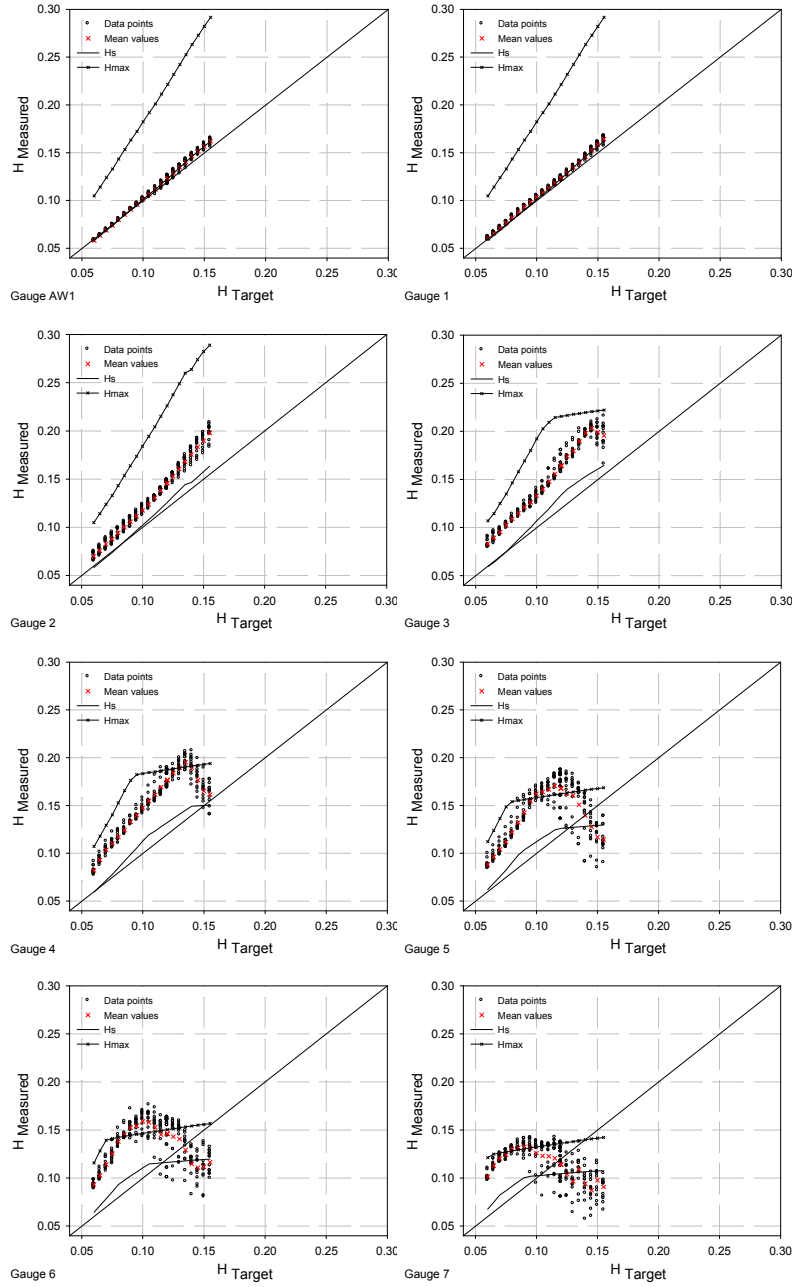 0.30
0.25
0.20
0.15
0.10
0.05
H Measured
Data points
Mean values
Hs
Hmax
0.05 0.10 0.15 0.20 0.25 0.30
H Target
Gauge AW1
0.30
0.25
0.20
0.15
0.10
0.05
H Measured
Data points
Mean values
Hs
Hmax
0.05 0.10 0.15 0.20 0.25 0.30
H Target
Gauge 1
0.30
0.25
0.20
0.15
0.10
0.05
H Measured
Data points
Mean values
Hs
Hmax
0.05 0.10 0.15 0.20 0.25 0.30
H Target
Gauge 2
0.30
0.25
0.20
0.15
0.10
0.05
H Measured
Data points
Mean values
Hs
Hmax
0.05 0.10 0.15 0.20 0.25 0.30
H Target
Gauge 3
0.30
0.25
0.20
0.15
0.10
0.05
H Measured
Data points
Mean values
Hs
Hmax
0.05 0.10 0.15 0.20 0.25 0.30
H Target
Gauge 4
0.30
0.25
0.20
0.15
0.10
0.05
H Measured
Data points
Mean values
Hs
Hmax
0.05 0.10 0.15 0.20 0.25 0.30
H Target
Gauge 5
0.30
0.25
0.20
0.15
0.10
0.05
H Measured
Data points
Mean values
Hs
Hmax
0.05 0.10 0.15 0.20 0.25 0.30
H Target
Gauge 6
0.30
0.25
0.20
0.15
0.10
0.05
H Measured
Data points
Mean values
Hs
Hmax
0.05 0.10 0.15 0.20 0.25 0.30
H Target
Gauge 7